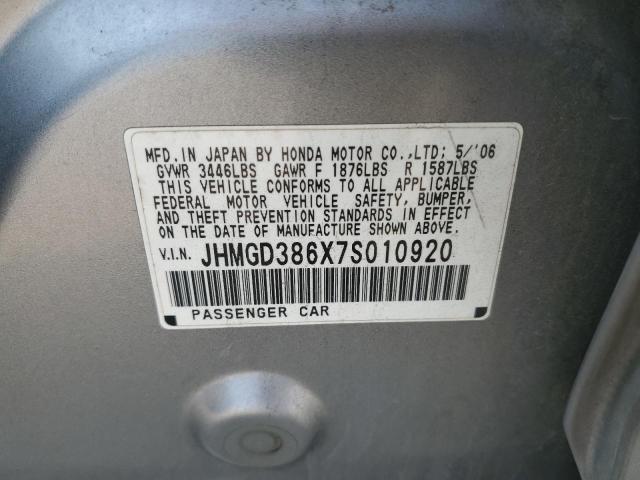 MFD. IN JAPAN BY HONDA MOTOR CO.,LTD; 5/'06
GVWR 3446LBS GAWR F 1876LBS R 1587LBS
THIS VEHICLE CONFORMS TO ALL APPLICABLE
FEDERAL MOTOR VEHICLE SAFETY, BUMPER,
AND THEFT PREVENTION STANDARDS IN EFFECT
ON THE DATE OF MANUFACTURE SHOWN ABOVE.
V.I.N. JHMGD386X7S010920
PASSENGER CAR